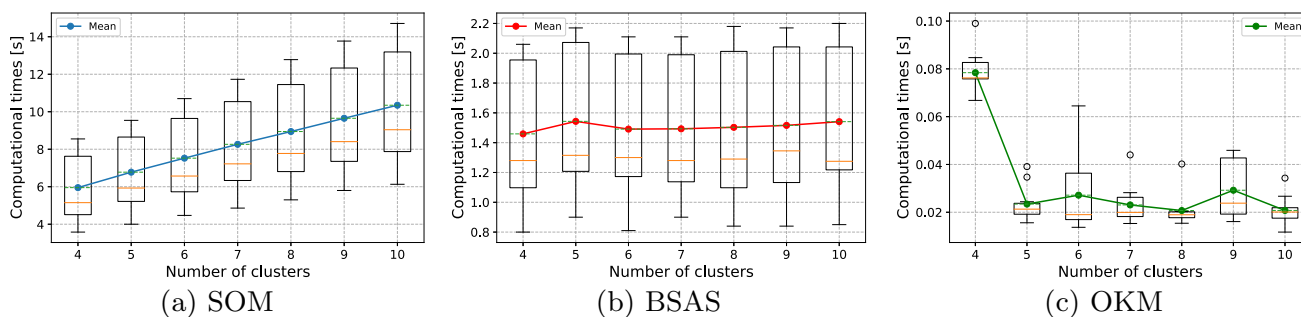 Computational times [s]
14
12
10
8
6
4
Mean
4 5 6 7 8 9 10
Number of clusters
(a) SOM
Computational times [s]
2.2
2.0
1.8
1.6
1.4
1.2
1.0
0.8
Mean
4 5 6 7 8 9 10
Number of clusters
(b) BSAS
Computational times [s]
0.10
0.08
0.06
0.04
0.02
Mean
4 5 6 7 8 9 10
Number of clusters
(c) OKM